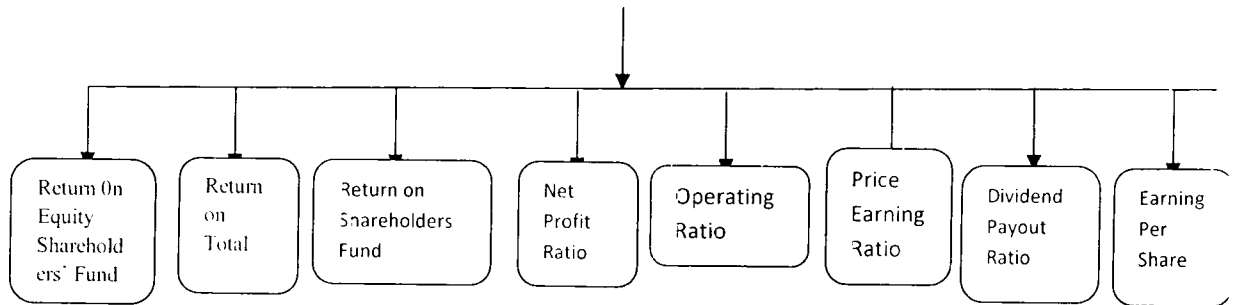 Return 0n
Equity
Sharehold
ers' Fund
Return
on
Total
Return on
Shareholders
Fund
Net
Profit
Ratio
Operating
Ratio
Price
Earning
Ratio
Dividend
Payout
Ratio
Earning
Per
Share